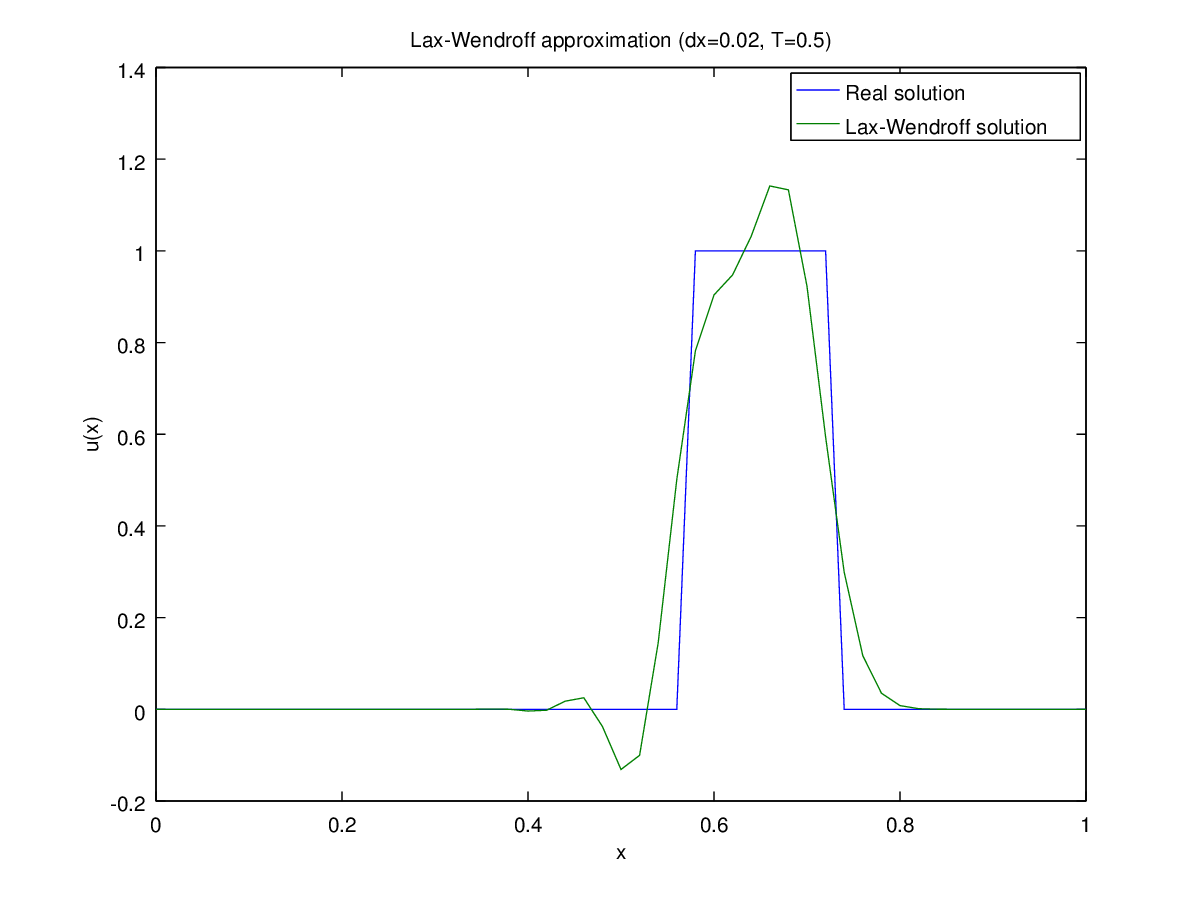 Lax-Wendroff approximation (dx=0.02, T=0.5)
Real solution
Lax-Wendroff solution
1.4
1.2
1
0.8
0.6
0.4
0.2
0
-0.2
u(x)
0 0.2 0.4 0.6 0.8 1
x